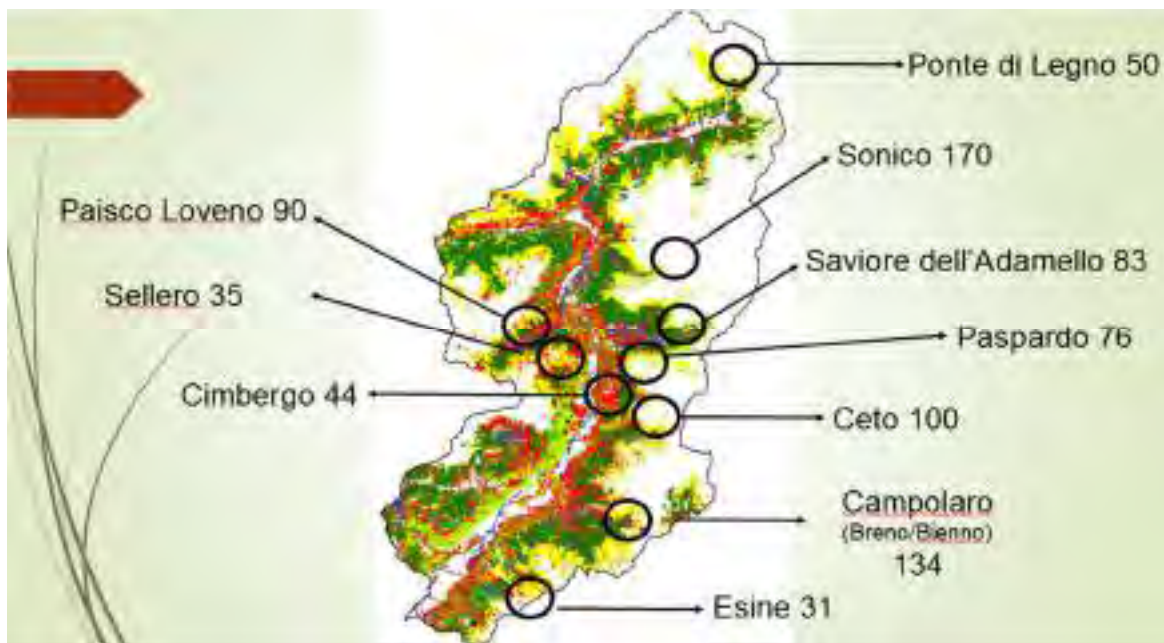 Ponte di Legno 50
Sonico 170
Paisco Loveno 90
Saviore dell'Adamello 83
Sellero 35
Paspardo 76
Cimbergo 44
Ceto 100
Campolaro
(Breno/Bienno)
134
Esine 31